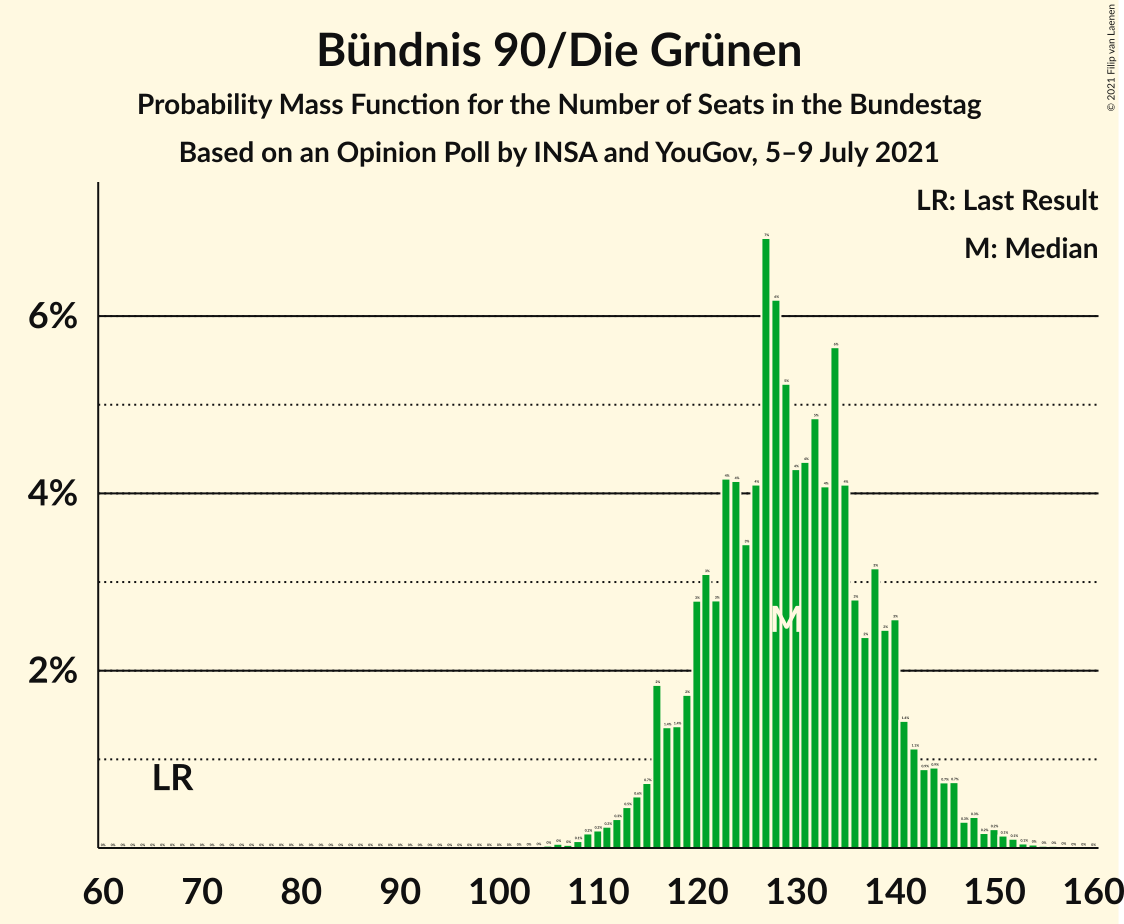 Bündnis 90/Die Grünen
Probability Mass Function for the Number of Seats in the Bundestag
Based on an Opinion Poll by INSA and YouGov, 5–9 July 2021
© 2021 Filip van Laenen
LR: Last Result
M: Median
6%
4%
2%
LR
M
60 70 80 90 100 110 120 130 140 150 160